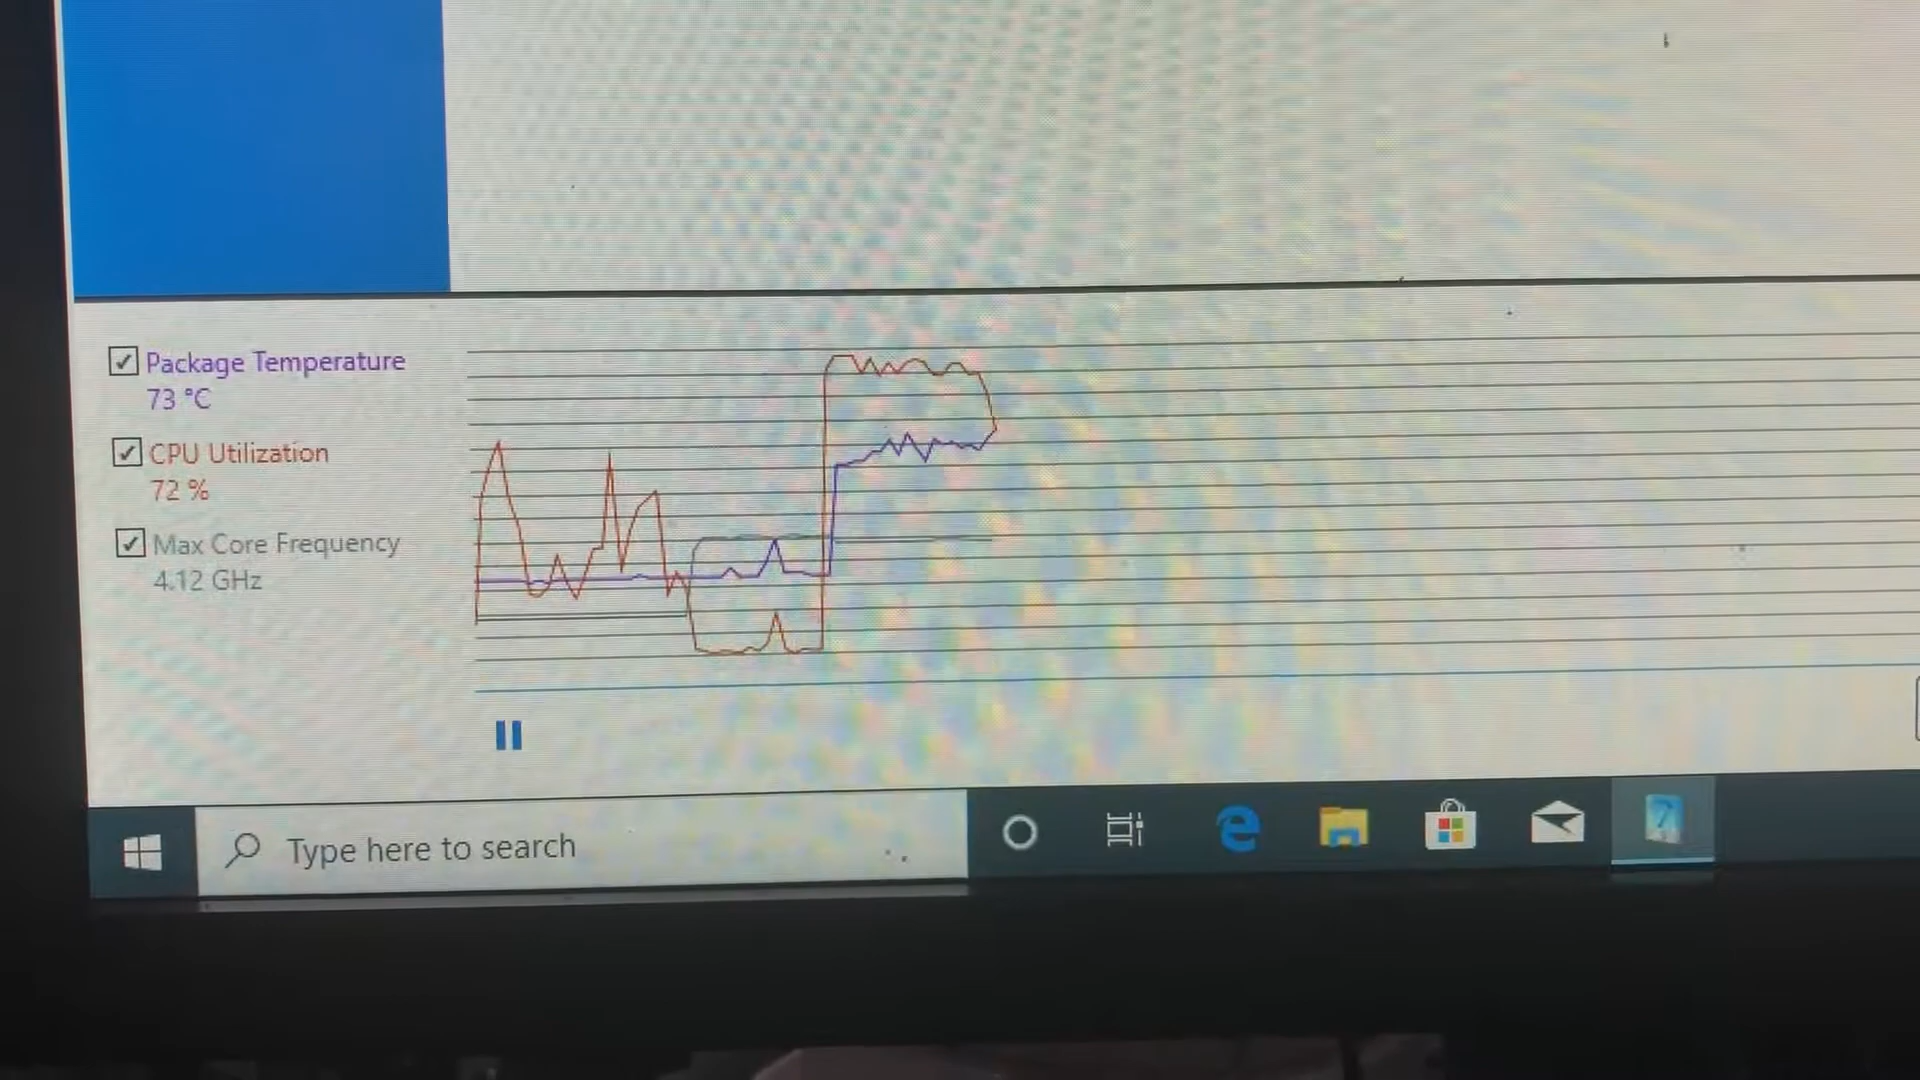 Package Temperature
73 °C
CPU Utilization
72 %
Max Core Frequency
4.12 GHz
Type here to search